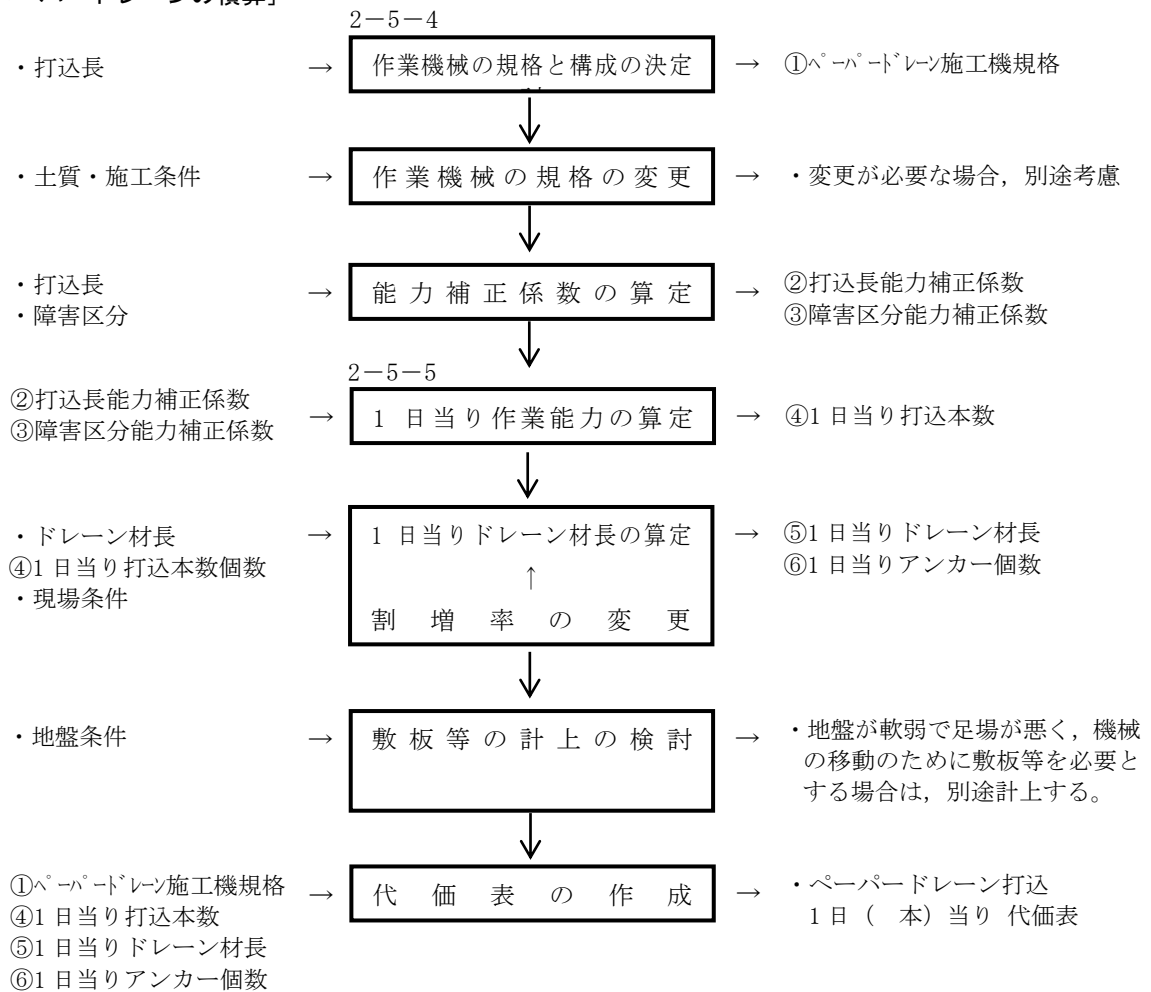 ドレーンの積算]
2-5-4
・打込長 → 作業機械の規格と構成の決定 → ①ペーパードレーン施工機規格
・土質・施工条件 → 作業機械の規格の変更 → ・変更が必要な場合，別途考慮
・打込長
・障害区分
→ 能力補正係数の算定 →
②打込長能力補正係数
③障害区分能力補正係数
2-5-5
②打込長能力補正係数
③障害区分能力補正係数
→ 1日当り作業能力の算定 → ④1日当り打込本数
・ドレーン材長
④1日当り打込本数個数
・現場条件
→ 1日当りドレーン材長の算定 →
↑
割増率の変更
⑤1日当りドレーン材長
⑥1日当りアンカー個数
・地盤条件 → 敷板等の計上の検討 →
・地盤が軟弱で足場が悪く，機械
の移動のために敷板等を必要と
する場合は，別途計上する。
①ペーパードレーン施工機規格
④1日当り打込本数
⑤1日当りドレーン材長
⑥1日当りアンカー個数
→ 代価表の作成 →
・ペーパードレーン打込
1日（　本）当り 代価表